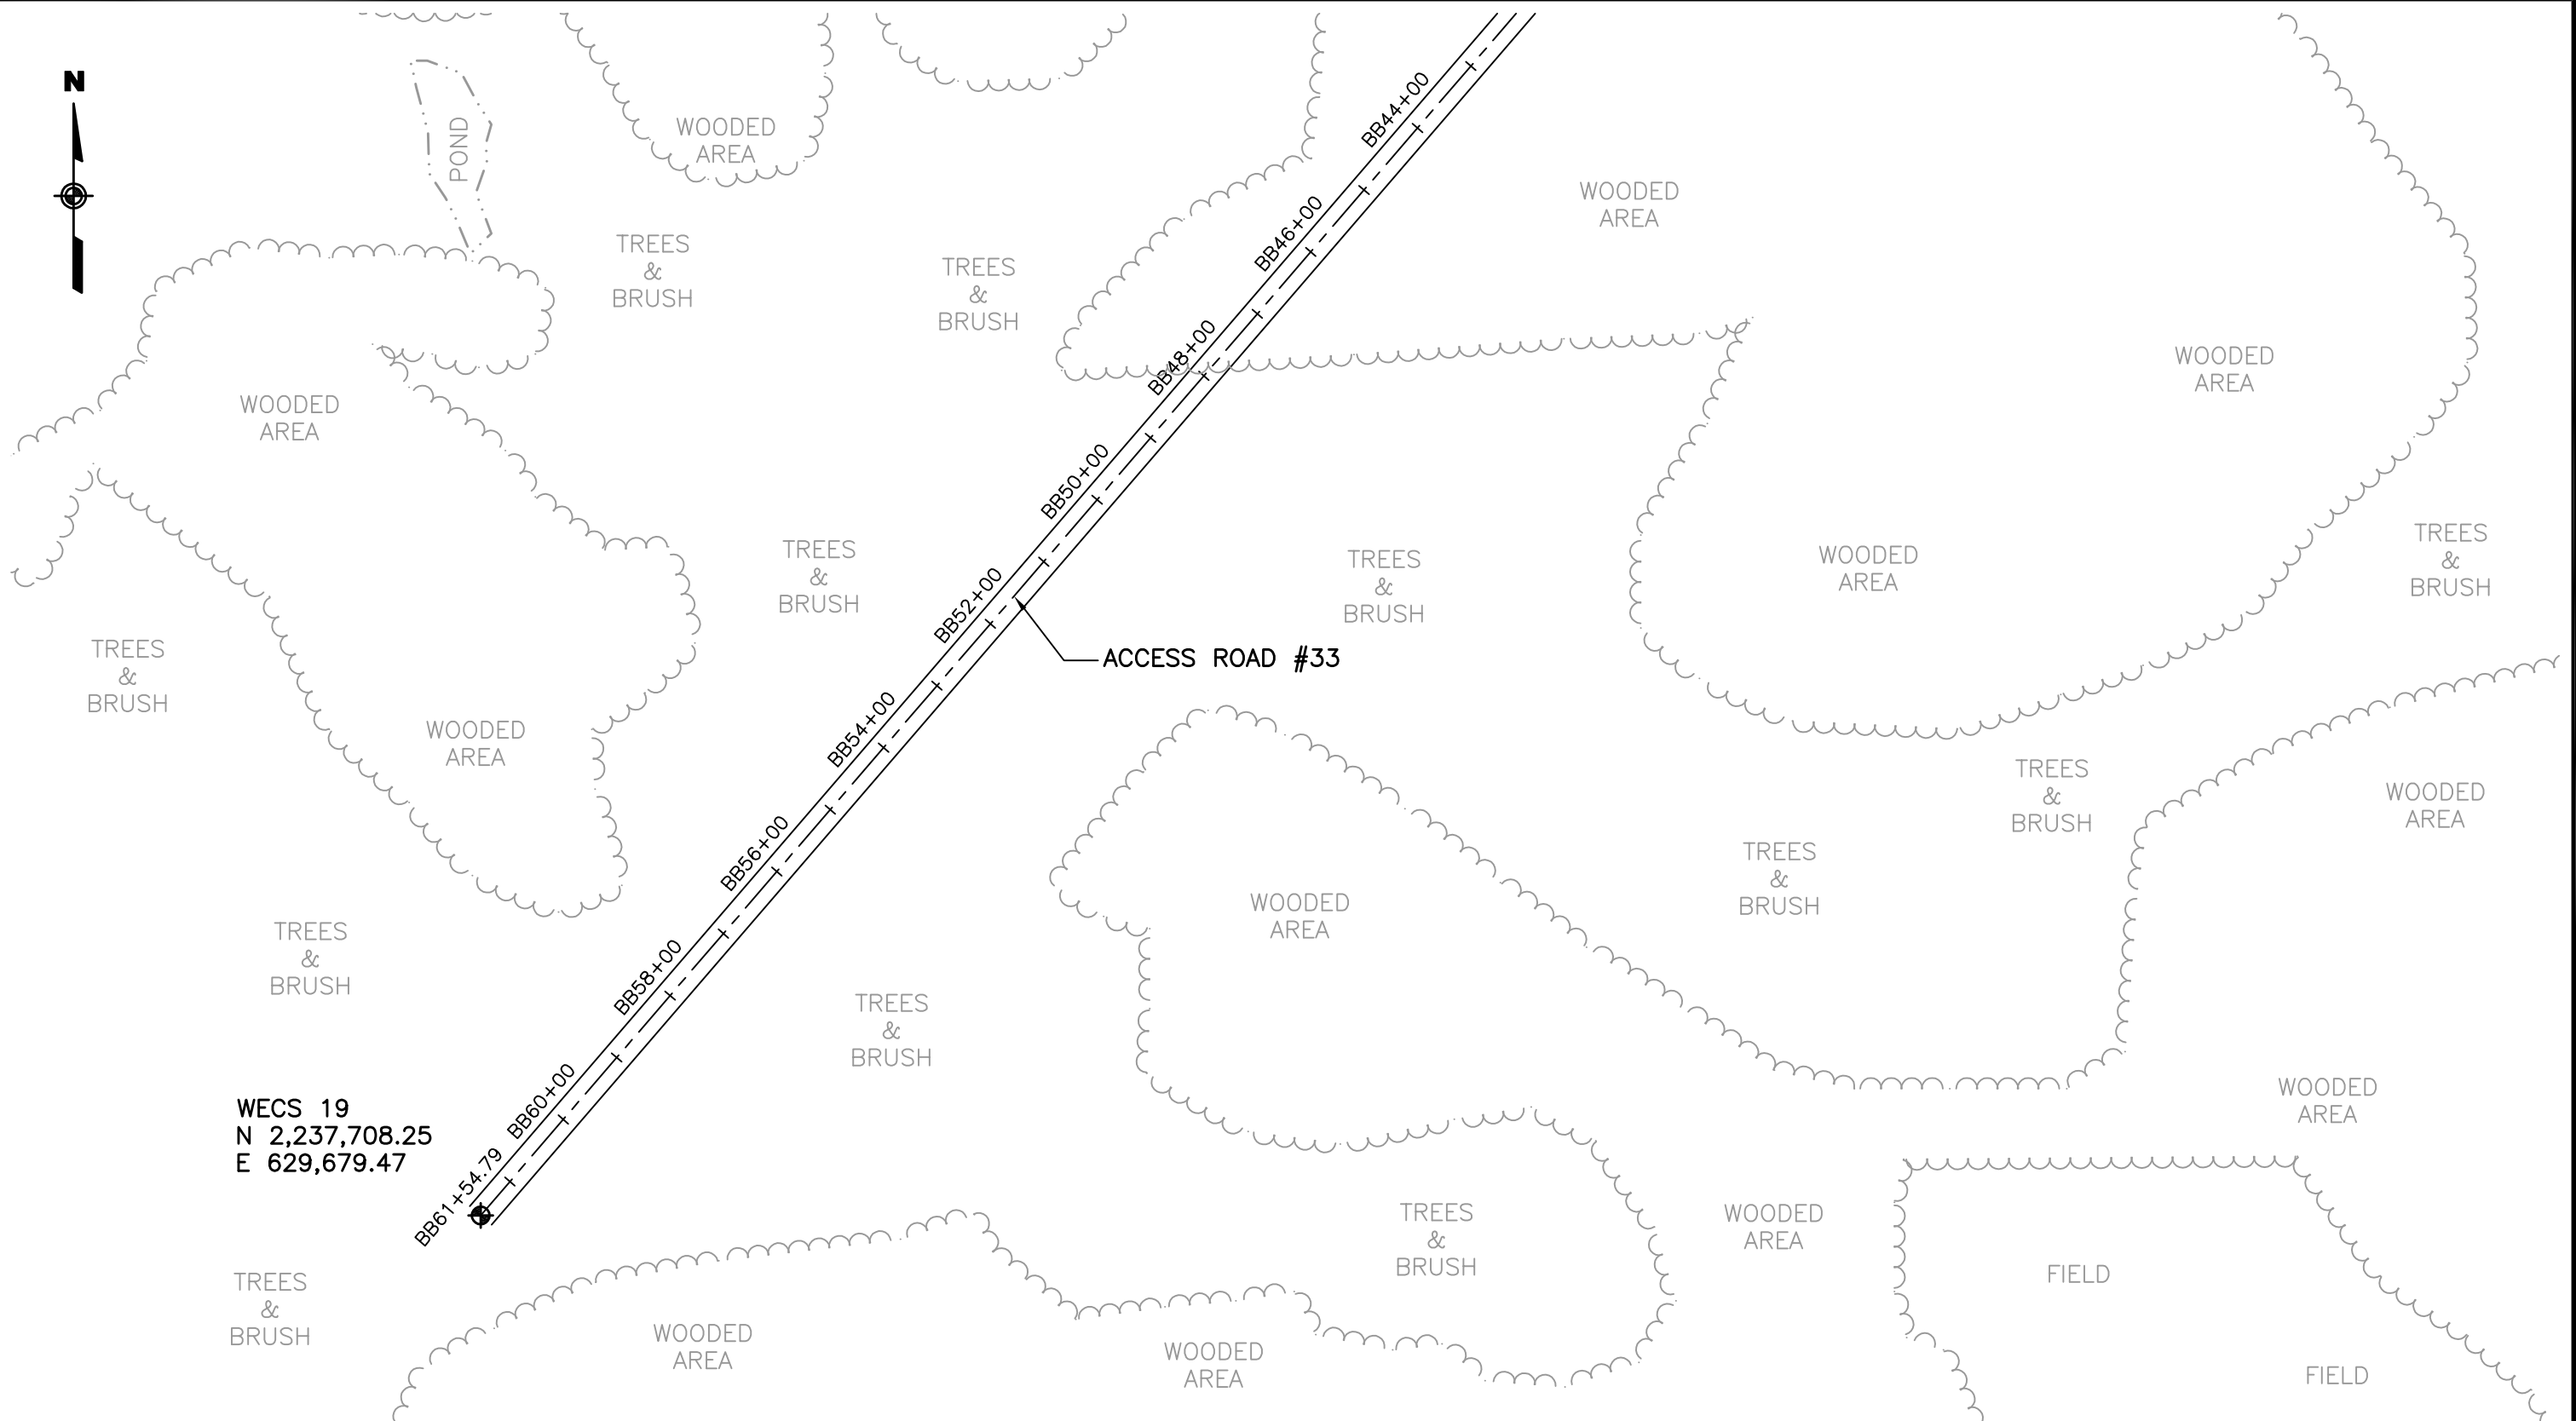 N
POND
WOODED
AREA
BB44+00
WOODED
AREA
TREES
&
BRUSH
TREES
&
BRUSH
BB46+00
WOODED
AREA
BB48+00
WOODED
AREA
BB50+00
TREES
&
BRUSH
TREES
&
BRUSH
WOODED
AREA
TREES
&
BRUSH
BB52+00
ACCESS ROAD #33
TREES
&
BRUSH
WOODED
AREA
BB54+00
TREES
&
BRUSH
WOODED
AREA
BB56+00
TREES
&
BRUSH
WOODED
AREA
TREES
&
BRUSH
BB58+00
TREES
&
BRUSH
WOODED
AREA
WECS 19
N 2,237,708.25
E 629,679.47
BB60+00
BB61+54.79
TREES
&
BRUSH
WOODED
AREA
FIELD
TREES
&
BRUSH
WOODED
AREA
WOODED
AREA
FIELD